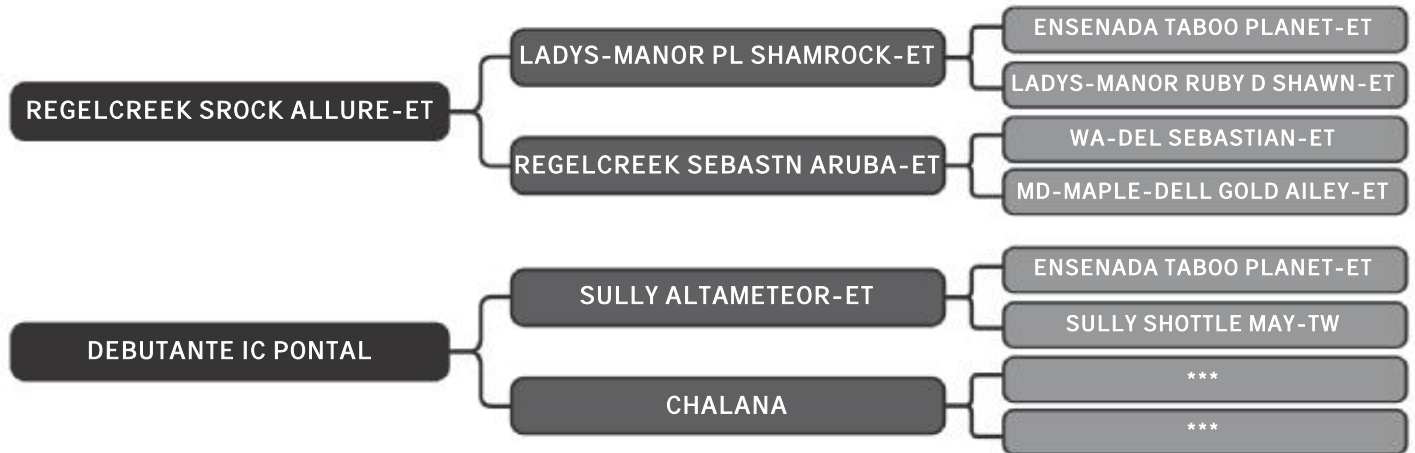 ENSENADA TABOO PLANET-ET
LADYS-MANOR PL SHAMROCK-ET
LADYS-MANOR RUBY D SHAWN-ET
REGELCREEK SROCK ALLURE-ET
WA-DEL SEBASTIAN-ET
REGELCREEK SEBASTN ARUBA-ET
MD-MAPLE-DELL GOLD AILEY-ET
ENSENADA TABOO PLANET-ET
SULLY ALTAMETEOR-ET
SULLY SHOTTLE MAY-TW
DEBUTANTE IC PONTAL
***
CHALANA
***